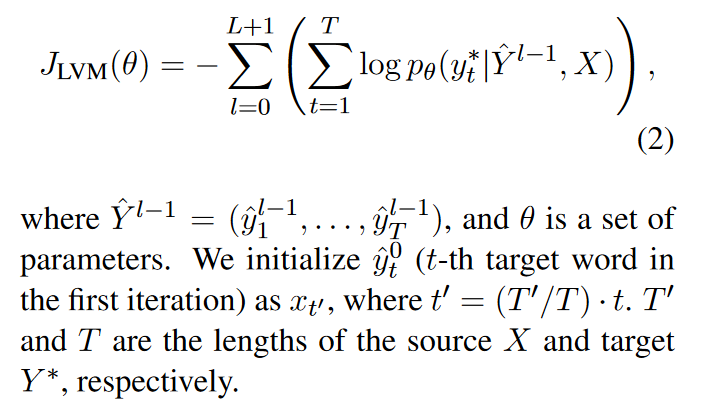 J_LVM(θ) = − ∑_{l=0}^{L+1} ( ∑_{t=1}^{T} log p_θ(y_t^*|Ŷ^{l−1}, X) ) ,
(2)
where Ŷ^{l−1} = (ŷ_1^{l−1}, . . . , ŷ_T^{l−1}), and θ is a set of
parameters. We initialize ŷ_t^0 (t-th target word in
the first iteration) as x_{t′}, where t′ = (T′/T) · t. T′
and T are the lengths of the source X and target
Y^*, respectively.